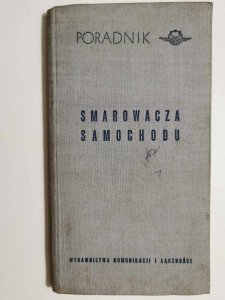 PORADNIK
SMAROWACZA
SAMOCHODU
WYDAWNICTWA KOMUNIKACJI I ŁĄCZNOŚCI